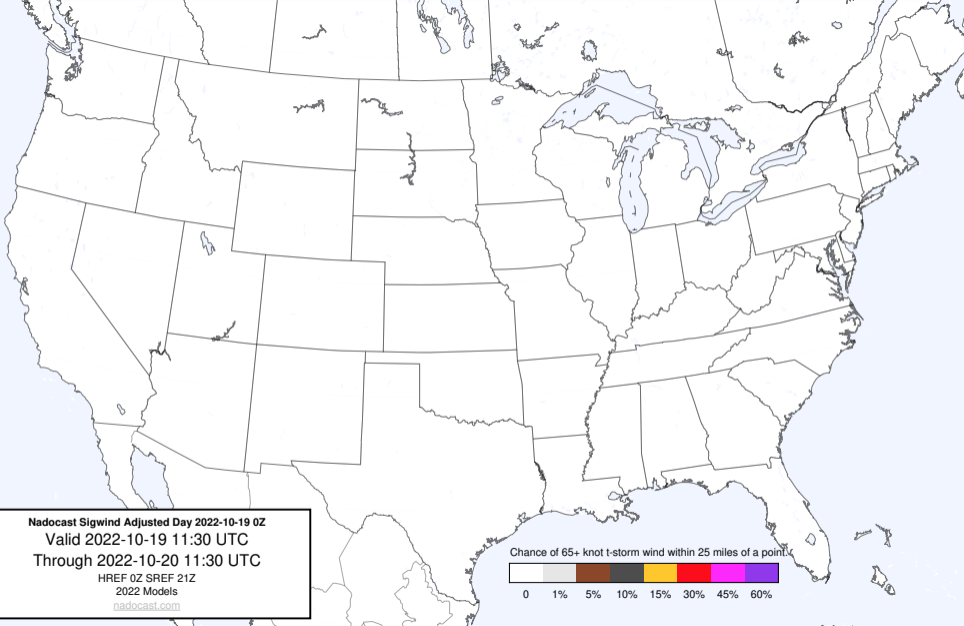 Nadocast Sigwind Adjusted Day 2022-10-19 0Z
Valid 2022-10-19 11:30 UTC
Through 2022-10-20 11:30 UTC
HREF 0Z SREF 21Z
2022 Models
nadocast.com
Chance of 65+ knot t-storm wind within 25 miles of a point.
0 1% 5% 10% 15% 30% 45% 60%